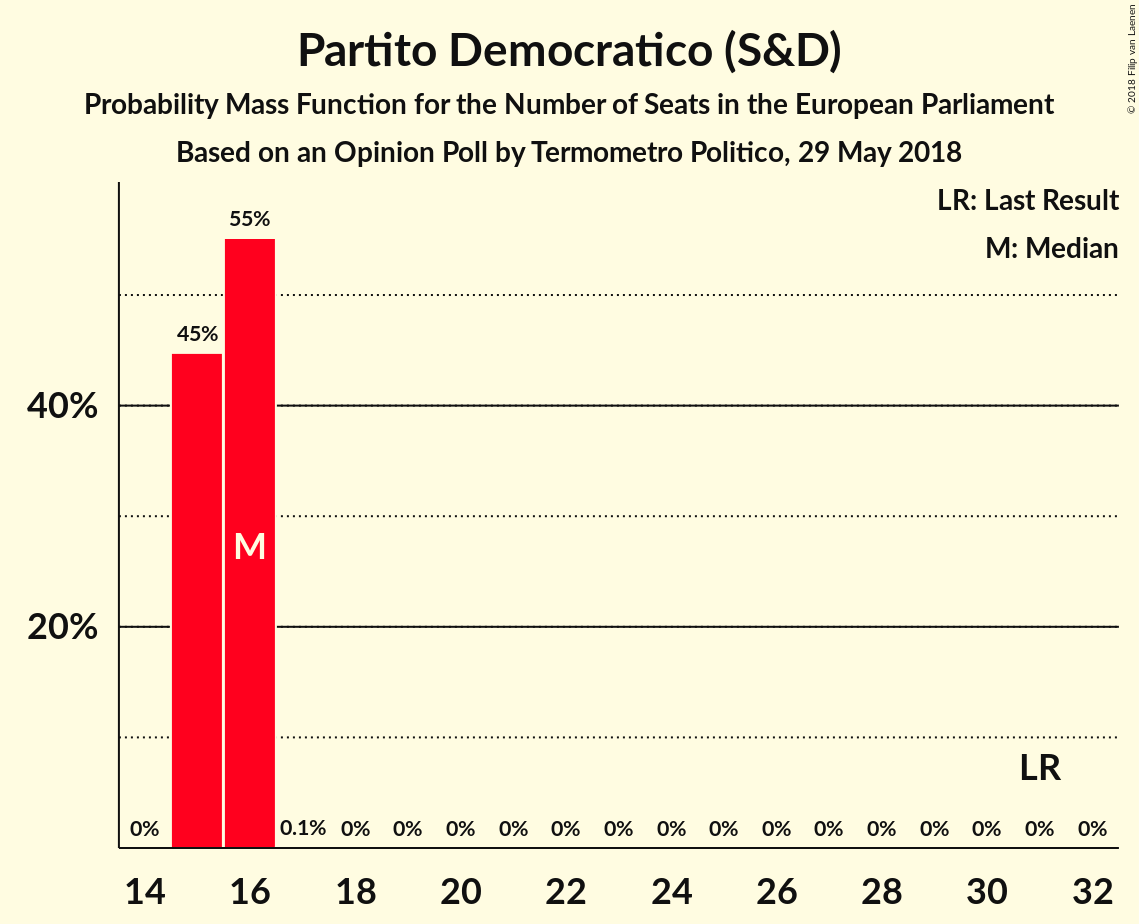 Partito Democratico (S&D)
Probability Mass Function for the Number of Seats in the European Parliament
Based on an Opinion Poll by Termometro Politico, 29 May 2018
© 2018 Filip van Laenen
LR: Last Result
M: Median
55%
45%
40%
M
20%
LR
0% 0.1% 0% 0% 0% 0% 0% 0% 0% 0% 0% 0% 0% 0% 0% 0% 0%
14 16 18 20 22 24 26 28 30 32